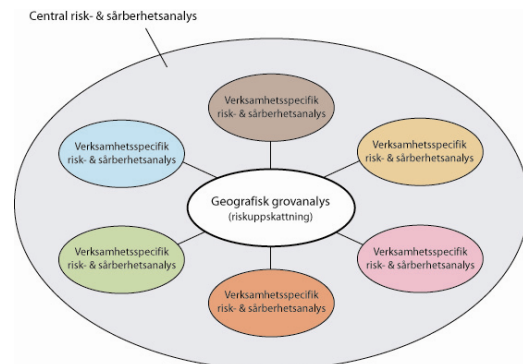 Central risk- & sårberhetsanalys
Verksamhetsspecifik
risk- & sårberhetsanalys
Verksamhetsspecifik
risk- & sårberhetsanalys
Verksamhetsspecifik
risk- & sårberhetsanalys
Geografisk grovanalys
(riskuppskattning)
Verksamhetsspecifik
risk- & sårberhetsanalys
Verksamhetsspecifik
risk- & sårberhetsanalys
Verksamhetsspecifik
risk- & sårberhetsanalys